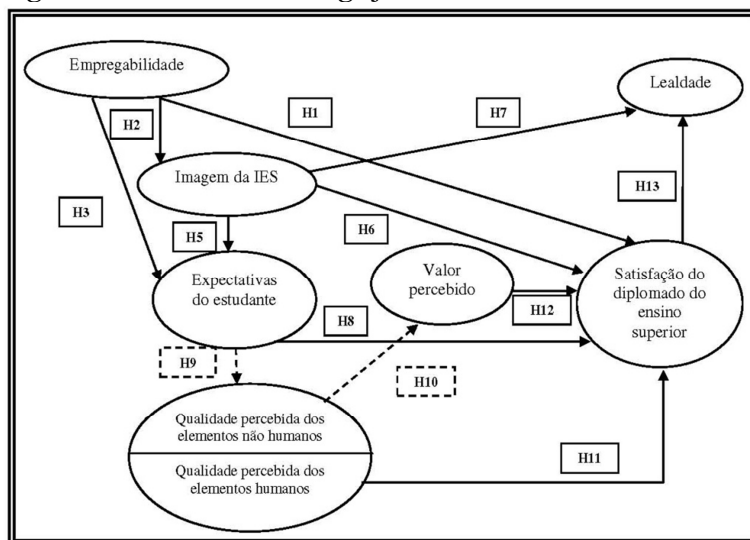 Empregabilidade
Lealdade
H1
H7
H2
Imagem da IES
H13
H3
H5
H6
Expectativas
do estudante
Valor
percebido
Satisfação do
diplomado do
ensino
superior
H12
H8
H9
H10
Qualidade percebida dos
elementos não humanos
H11
Qualidade percebida dos
elementos humanos